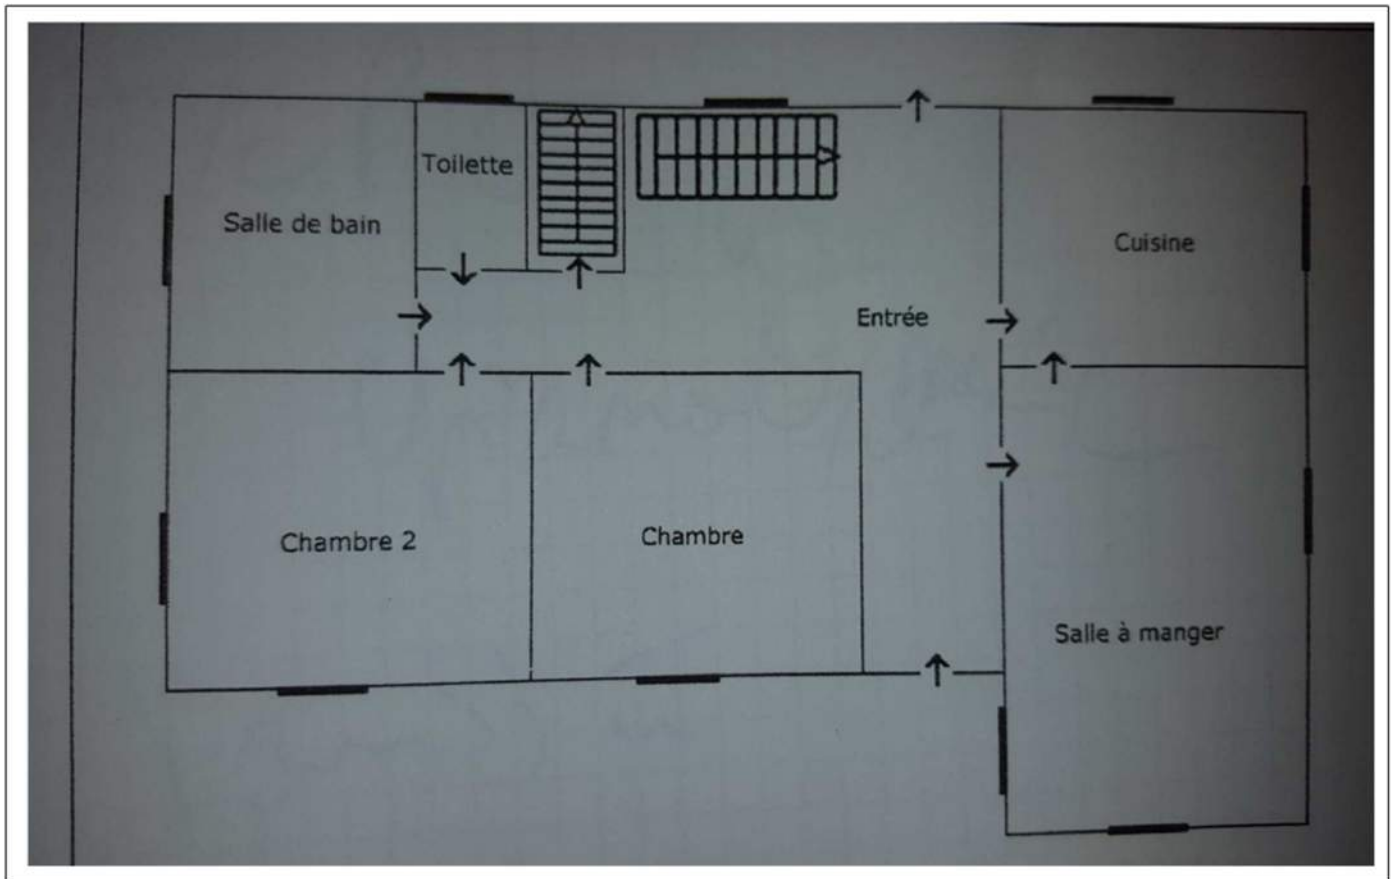 Toilette
Salle de bain
Cuisine
Entrée
Chambre 2
Chambre
Salle à manger